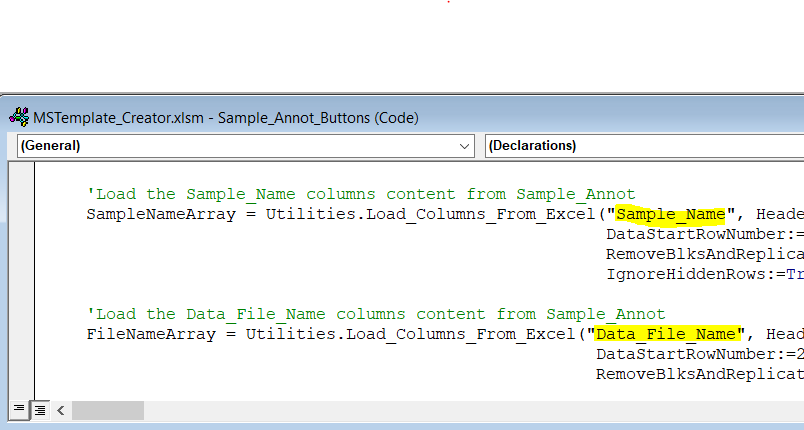 MSTemplate_Creator.xlsm - Sample_Annot_Buttons (Code)
(General) (Declarations)
'Load the Sample_Name columns content from Sample_Annot
SampleNameArray = Utilities.Load_Columns_From_Excel("Sample_Name", Heade
DataStartRowNumber:=
RemoveBlksAndReplica
IgnoreHiddenRows:=Tr
'Load the Data_File_Name columns content from Sample_Annot
FileNameArray = Utilities.Load_Columns_From_Excel("Data_File_Name", Head
DataStartRowNumber:=2
RemoveBlksAndReplicat